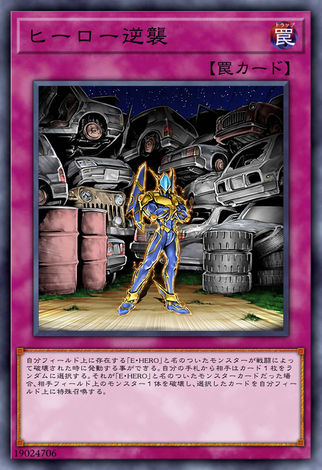 ヒーロー逆襲
トラップ
罠
【罠カード】
自分フィールド上に存在する「E・HERO」と名のついたモンスターが戦闘によっ
て破壊された時に発動する事ができる。自分の手札から相手はカード1枚をラ
ンダムに選択する。それが「E・HERO」と名のついたモンスターカードだった場
合、相手フィールド上のモンスター1体を破壊し、選択したカードを自分フィー
ルド上に特殊召喚する。
19024706